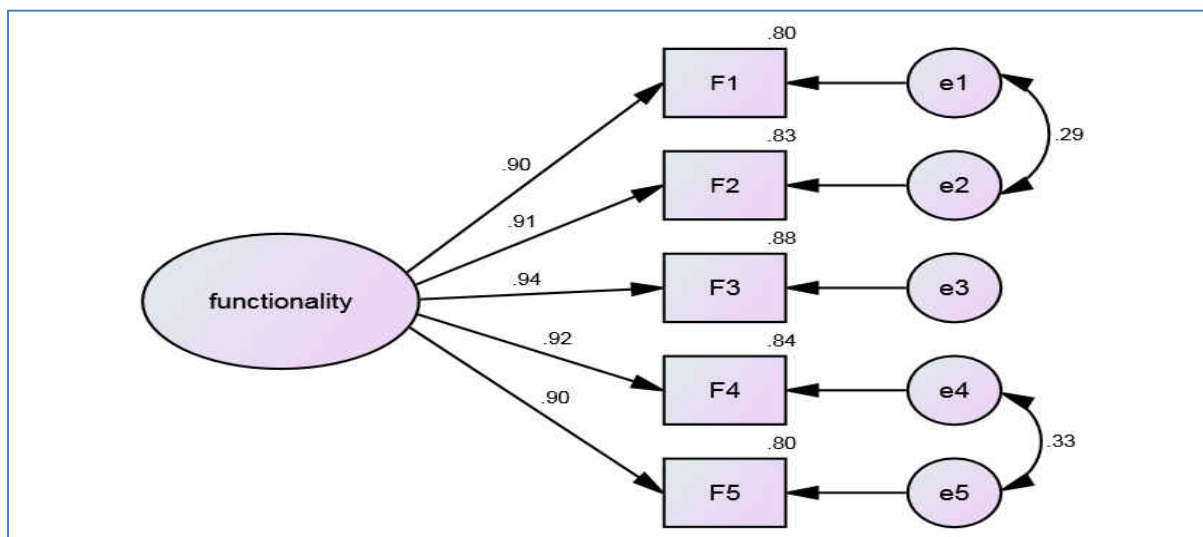 .80
F1
e1
.90
.29
.83
F2
e2
.91
.88
F3
e3
.94
functionality
.92
.84
F4
e4
.90
.33
.80
F5
e5